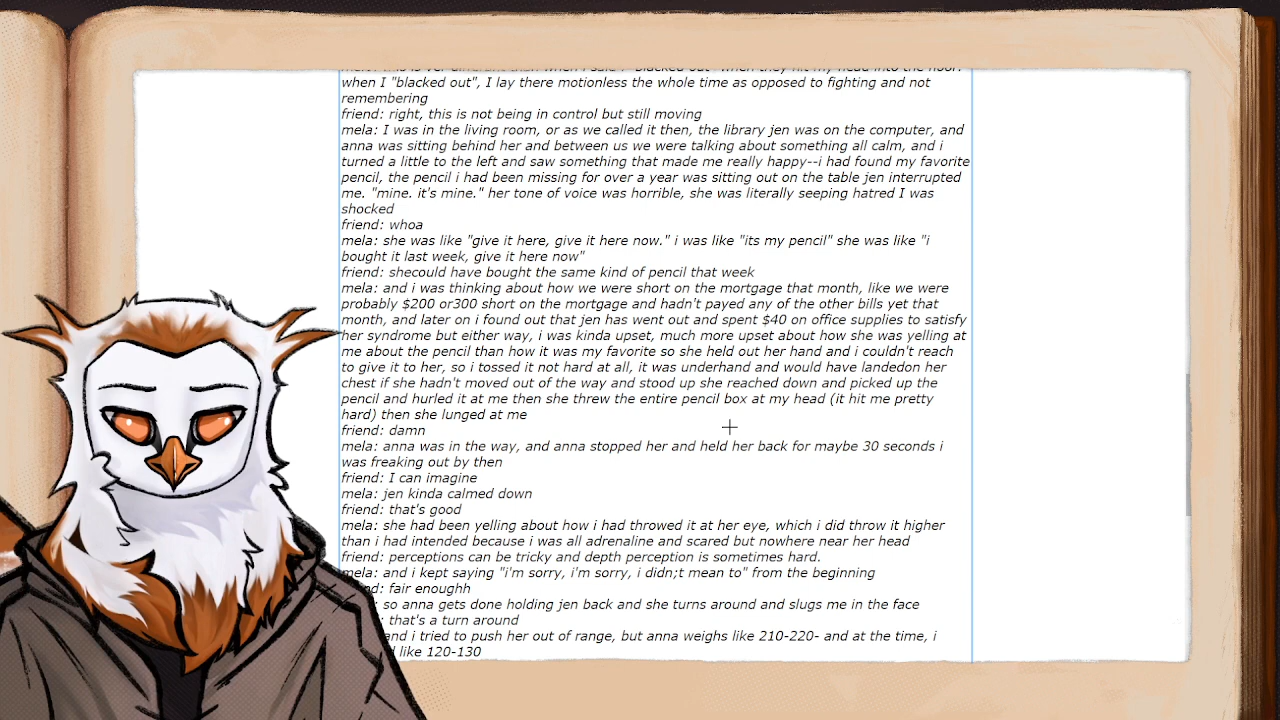 when I "blacked out", I lay there motionless the whole time as opposed to fighting and not
remembering
friend: right, this is not being in control but still moving
mela: I was in the living room, or as we called it then, the library jen was on the computer, and
anna was sitting behind her and between us we were talking about something all calm, and i
turned a little to the left and saw something that made me really happy--i had found my favorite
pencil, the pencil i had been missing for over a year was sitting out on the table jen interrupted
me. "mine. it's mine." her tone of voice was horrible, she was literally seeping hatred I was
shocked
friend: whoa
mela: she was like "give it here, give it here now." i was like "its my pencil" she was like "i
bought it last week, give it here now"
friend: shecould have bought the same kind of pencil that week
mela: and i was thinking about how we were short on the mortgage that month, like we were
probably $200 or300 short on the mortgage and hadn't payed any of the other bills yet that
month, and later on i found out that jen has went out and spent $40 on office supplies to satisfy
her syndrome but either way, i was kinda upset, much more upset about how she was yelling at
me about the pencil than how it was my favorite so she held out her hand and i couldn't reach
to give it to her, so i tossed it not hard at all, it was underhand and would have landedon her
chest if she hadn't moved out of the way and stood up she reached down and picked up the
pencil and hurled it at me then she threw the entire pencil box at my head (it hit me pretty
hard) then she lunged at me
friend: damn
mela: anna was in the way, and anna stopped her and held her back for maybe 30 seconds i
was freaking out by then
friend: I can imagine
mela: jen kinda calmed down
friend: that's good
mela: she had been yelling about how i had throwed it at her eye, which i did throw it higher
than i had intended because i was all adrenaline and scared but nowhere near her head
friend: perceptions can be tricky and depth perception is sometimes hard.
mela: and i kept saying "i'm sorry, i'm sorry, i didn;t mean to" from the beginning
fair enoughh
so anna gets done holding jen back and she turns around and slugs me in the face
that's a turn around
and i tried to push her out of range, but anna weighs like 210-220- and at the time, i
like 120-130